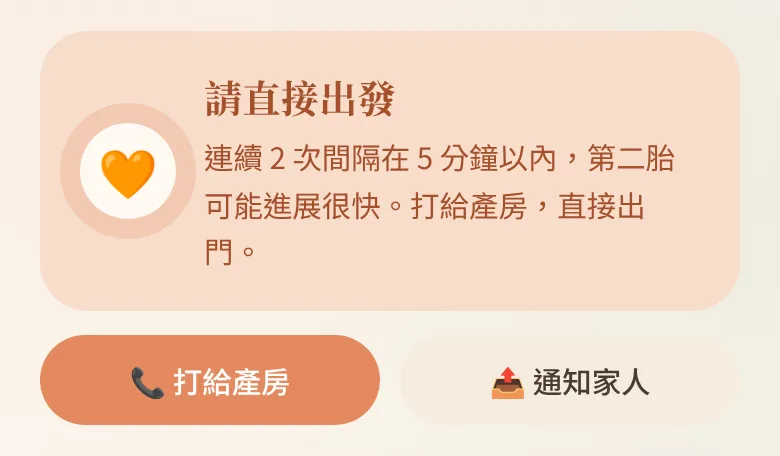 請直接出發
連續 2 次間隔在 5 分鐘以內，第二胎
可能進展很快。打給產房，直接出
門。
📞 打給產房
📤 通知家人